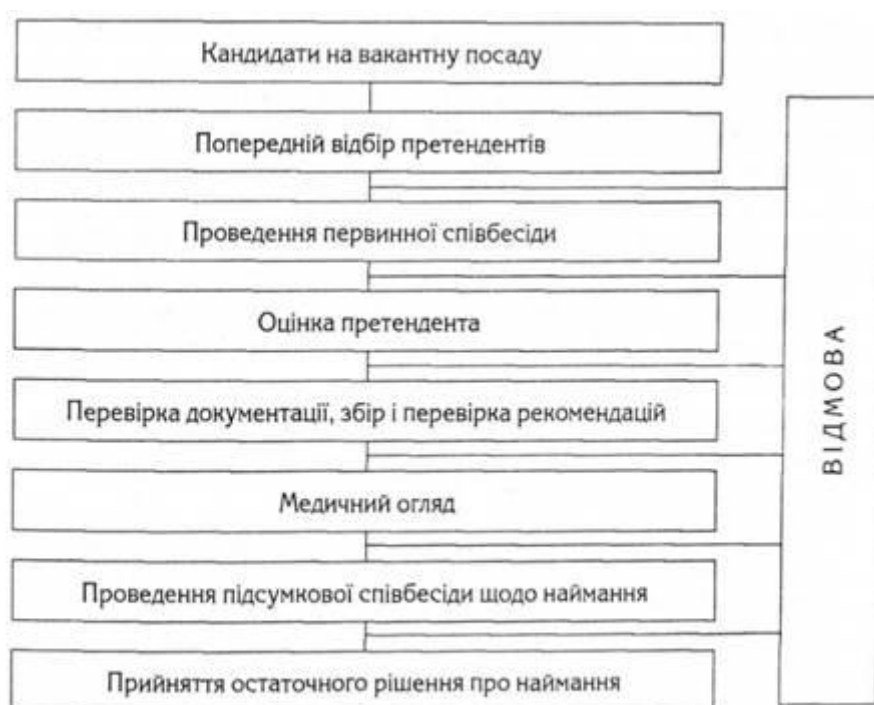 Кандидати на вакантну посаду
Попередній відбір претендентів
Проведення первинної співбесіди
Оцінка претендента
Перевірка документації, збір і перевірка рекомендацій
Медичний огляд
Проведення підсумкової співбесіди щодо наймання
Прийняття остаточного рішення про наймання
ВІДМОВА